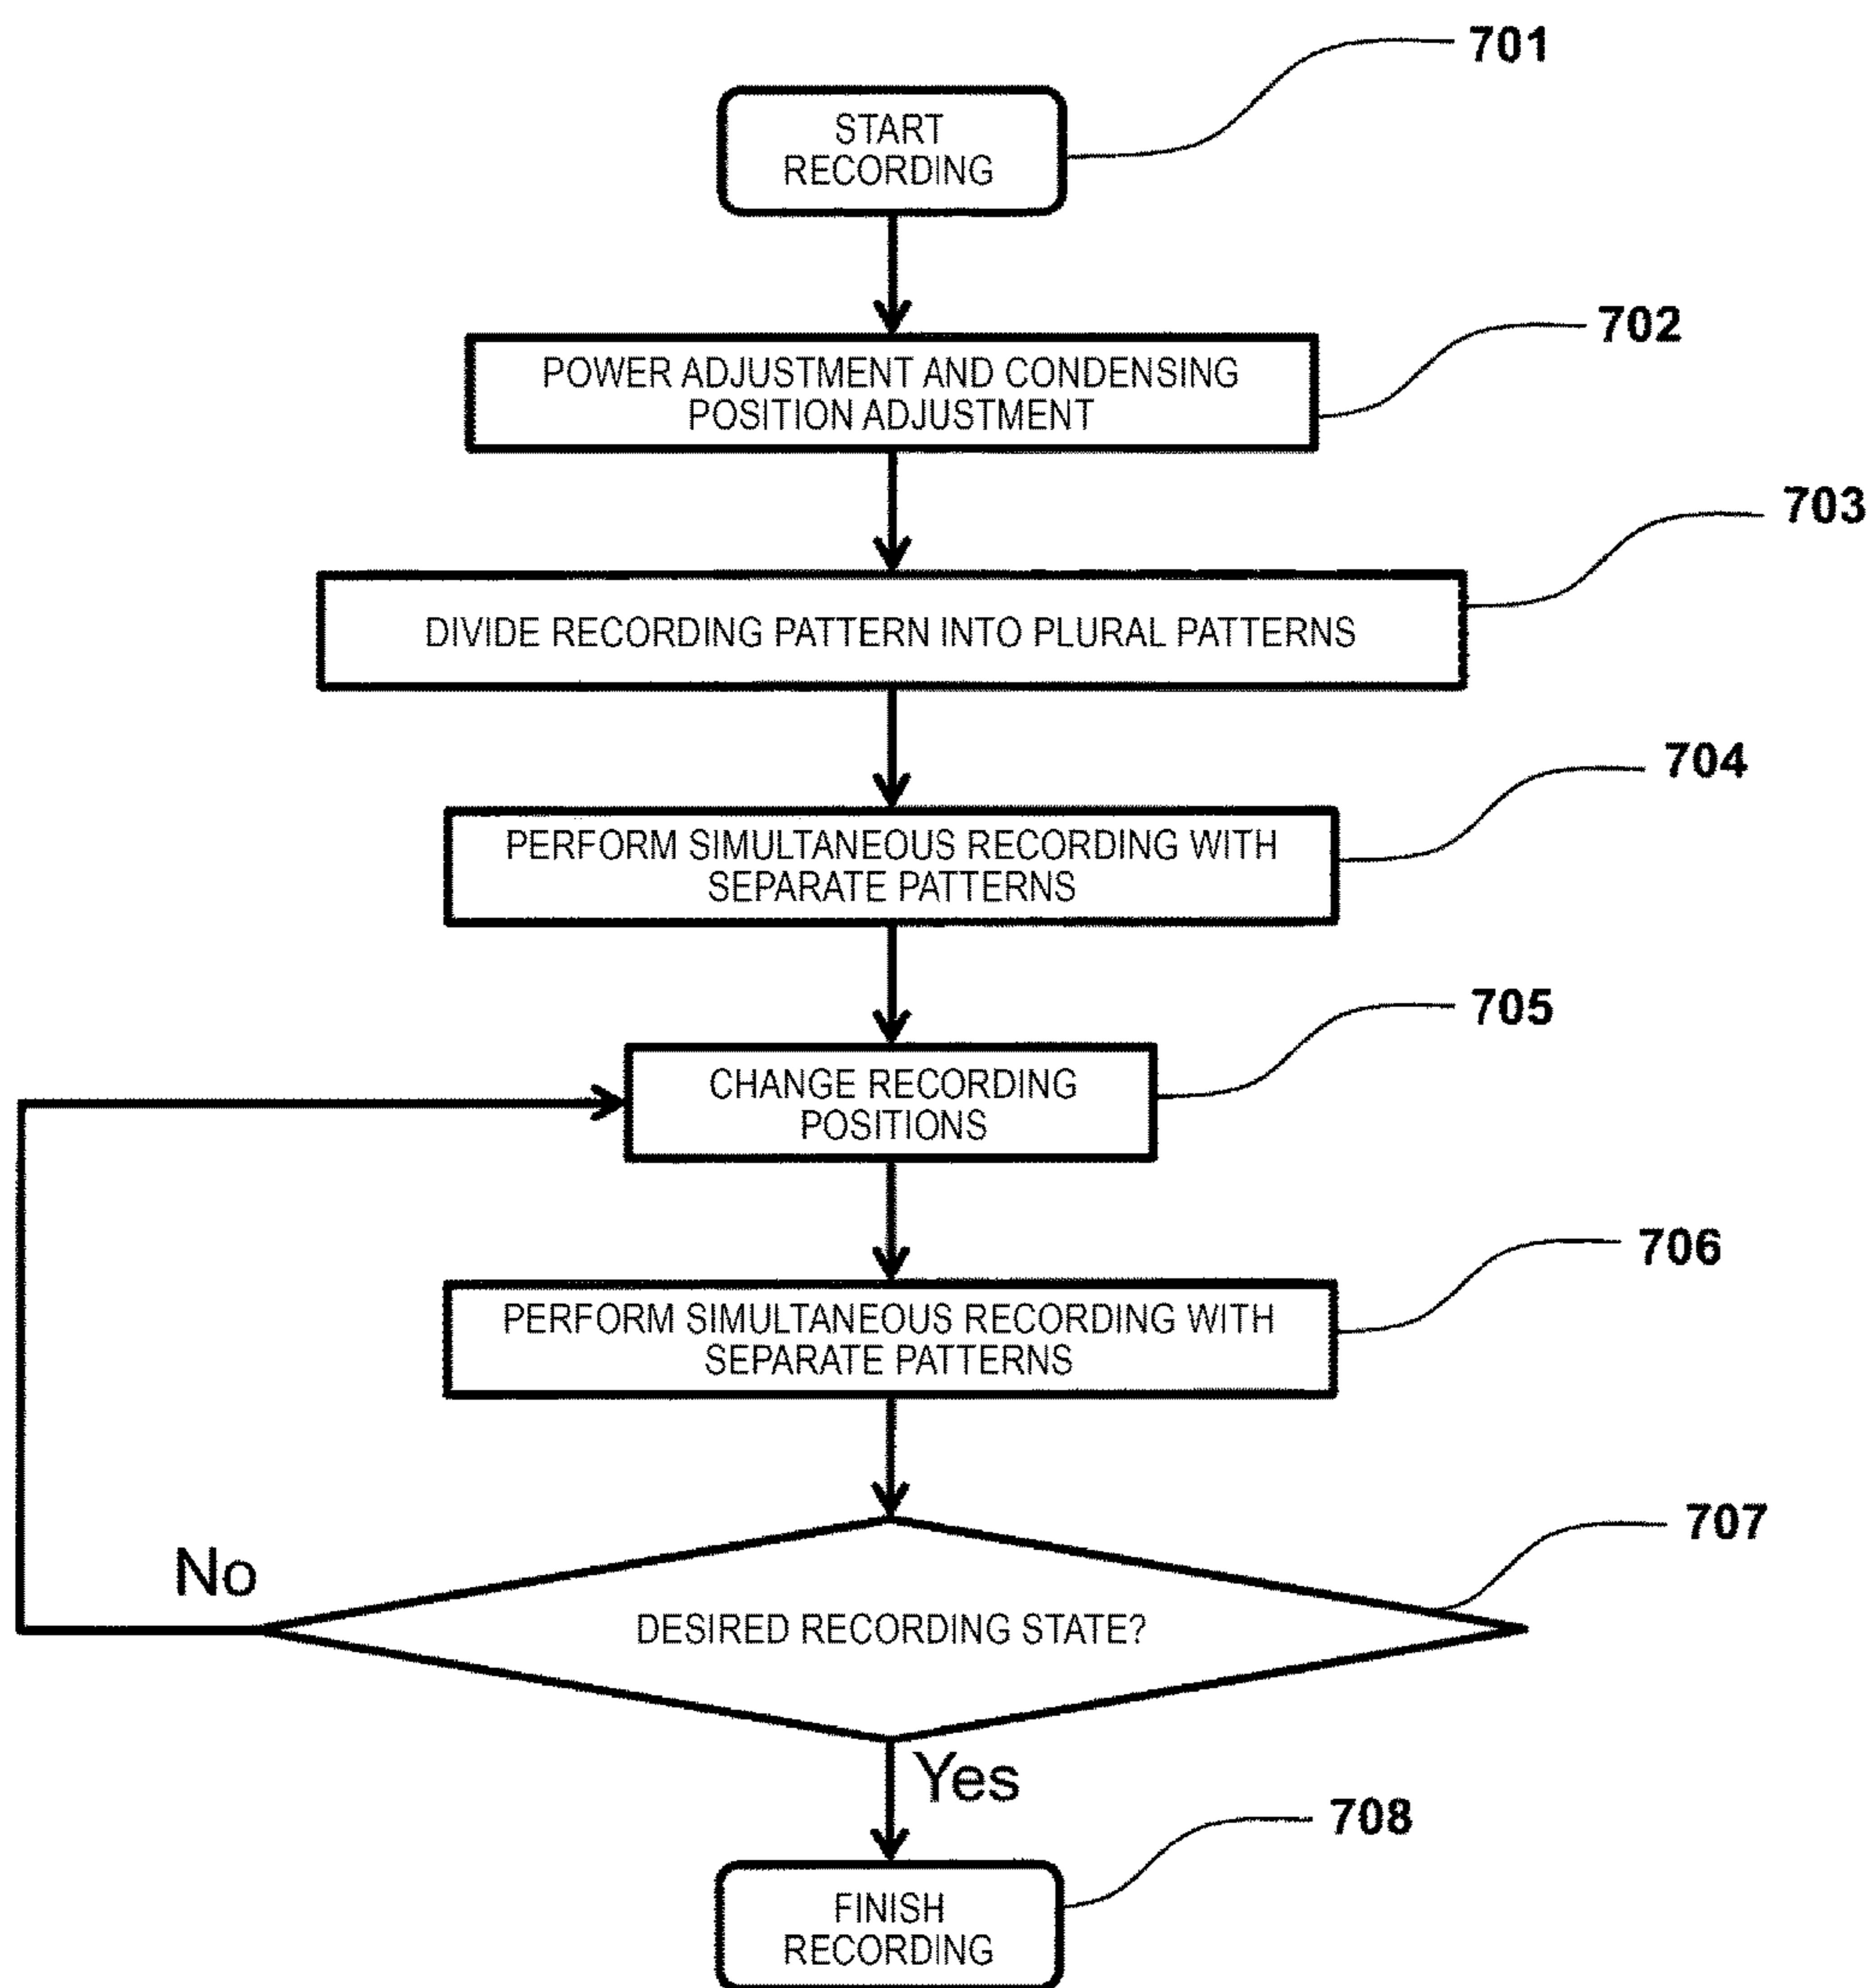 701
START
RECORDING
702
POWER ADJUSTMENT AND CONDENSING
POSITION ADJUSTMENT
703
DIVIDE RECORDING PATTERN INTO PLURAL PATTERNS
704
PERFORM SIMULTANEOUS RECORDING WITH
SEPARATE PATTERNS
705
CHANGE RECORDING
POSITIONS
706
PERFORM SIMULTANEOUS RECORDING WITH
SEPARATE PATTERNS
707
No
DESIRED RECORDING STATE?
Yes
708
FINISH
RECORDING